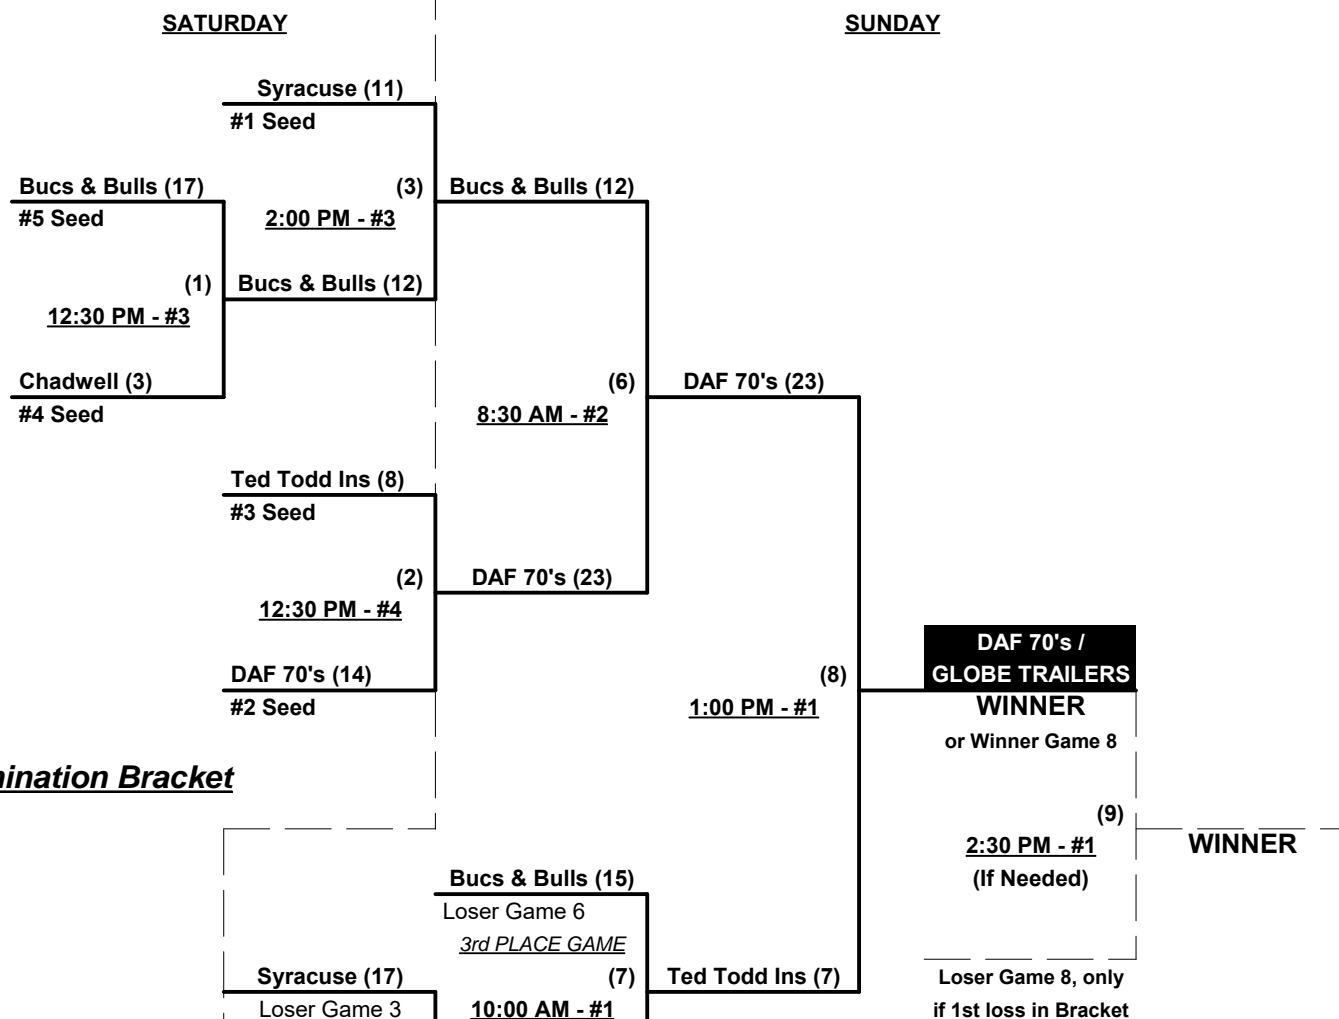 SATURDAY
SUNDAY
Syracuse (11)
#1 Seed
Bucs & Bulls (17)
#5 Seed
(3)
2:00 PM - #3
Bucs & Bulls (12)
(1)
12:30 PM - #3
Bucs & Bulls (12)
Chadwell (3)
#4 Seed
(6)
8:30 AM - #2
DAF 70's (23)
Ted Todd Ins (8)
#3 Seed
(2)
12:30 PM - #4
DAF 70's (23)
DAF 70's (14)
#2 Seed
(8)
1:00 PM - #1
DAF 70's /
GLOBE TRAILERS
WINNER
or Winner Game 8
mination Bracket
(9)
2:30 PM - #1
(If Needed)
WINNER
Bucs & Bulls (15)
Loser Game 6
3rd PLACE GAME
Syracuse (17)
Loser Game 3
(7)
10:00 AM - #1
Ted Todd Ins (7)
Loser Game 8, only
if 1st loss in Bracket